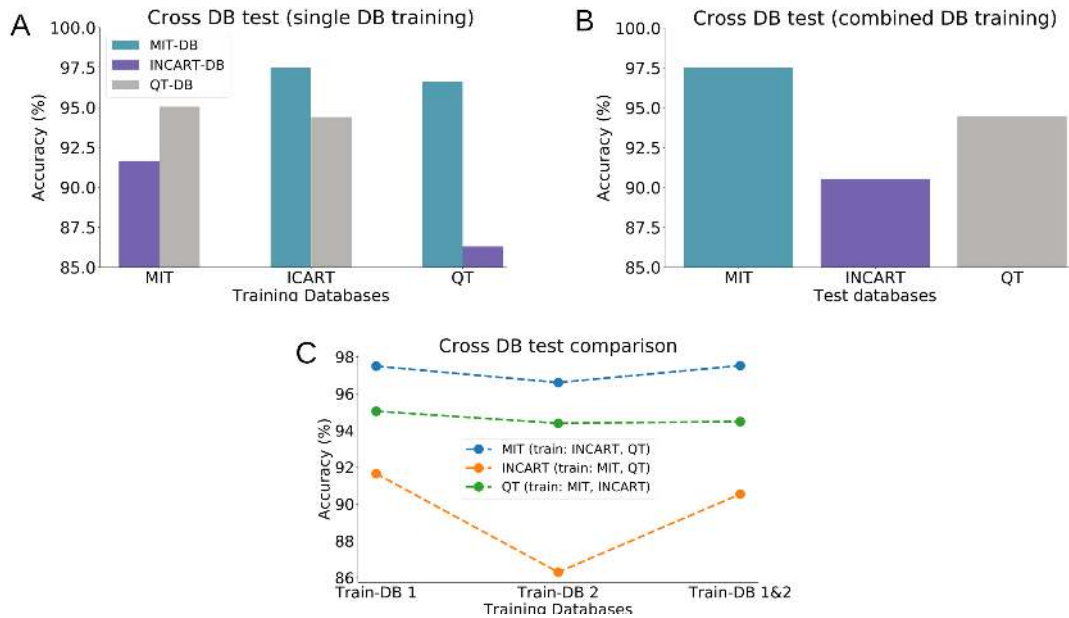 A
Cross DB test (single DB training)
100.0
97.5
95.0
92.5
90.0
87.5
85.0
Accuracy (%)
MIT-DB
INCART-DB
QT-DB
MIT
ICART
QT
Training Databases
B
Cross DB test (combined DB training)
100.0
97.5
95.0
92.5
90.0
87.5
85.0
Accuracy (%)
MIT
INCART
QT
Test databases
C
Cross DB test comparison
98
96
94
92
90
88
86
Accuracy (%)
MIT (train: INCART, QT)
INCART (train: MIT, QT)
QT (train: MIT, INCART)
Train-DB 1
Train-DB 2
Train-DB 1&2
Training Databases